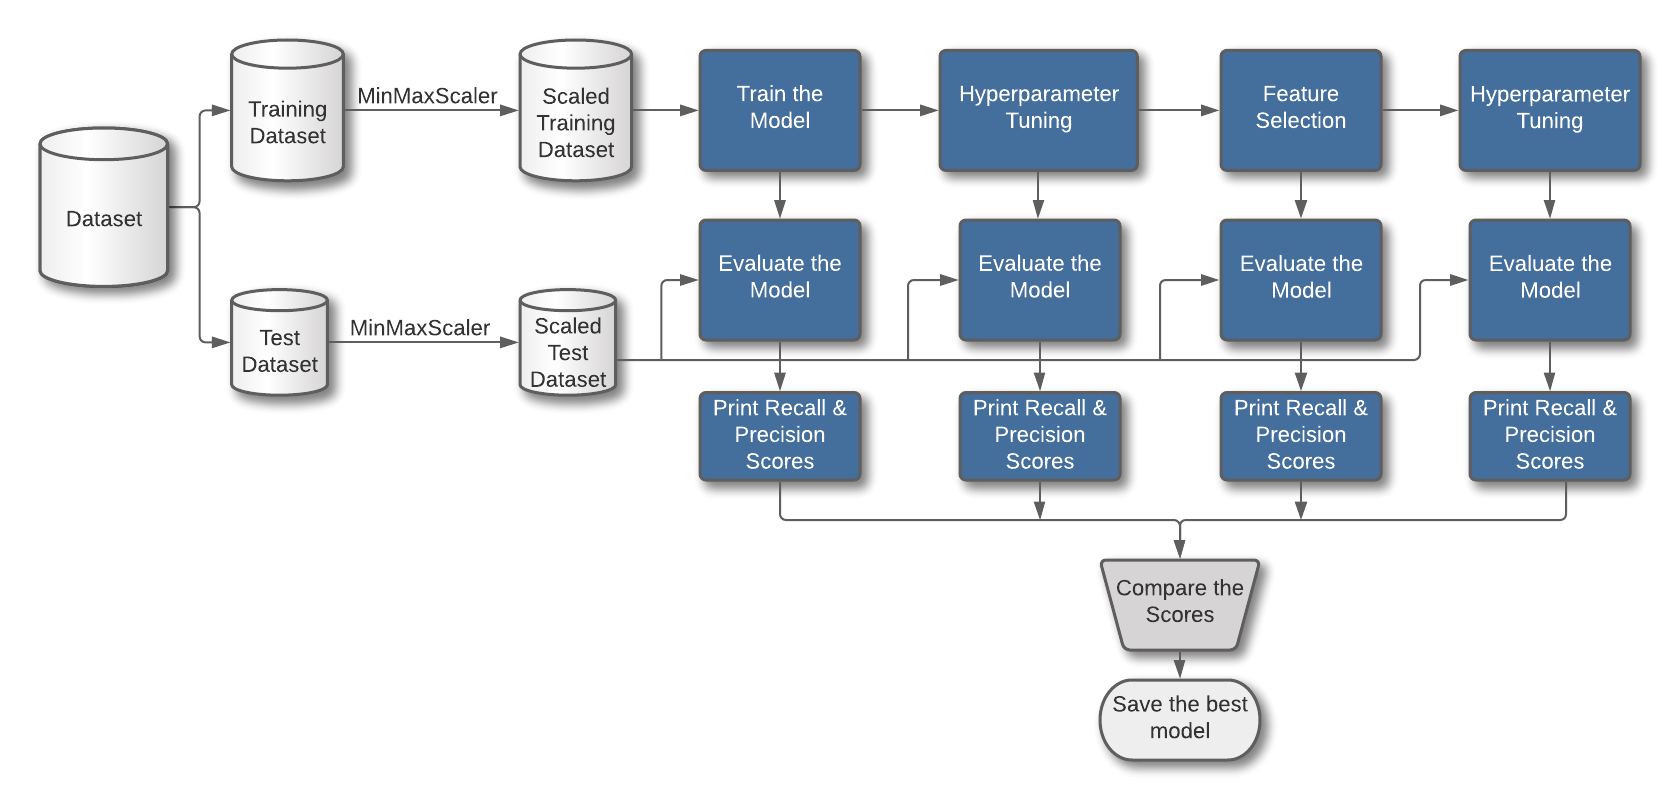 Dataset
Training
Dataset
MinMaxScaler
Scaled
Training
Dataset
Train the
Model
Hyperparameter
Tuning
Feature
Selection
Hyperparameter
Tuning
Test
Dataset
MinMaxScaler
Scaled
Test
Dataset
Evaluate the
Model
Evaluate the
Model
Evaluate the
Model
Evaluate the
Model
Print Recall &
Precision
Scores
Print Recall &
Precision
Scores
Print Recall &
Precision
Scores
Print Recall &
Precision
Scores
Compare the
Scores
Save the best
model